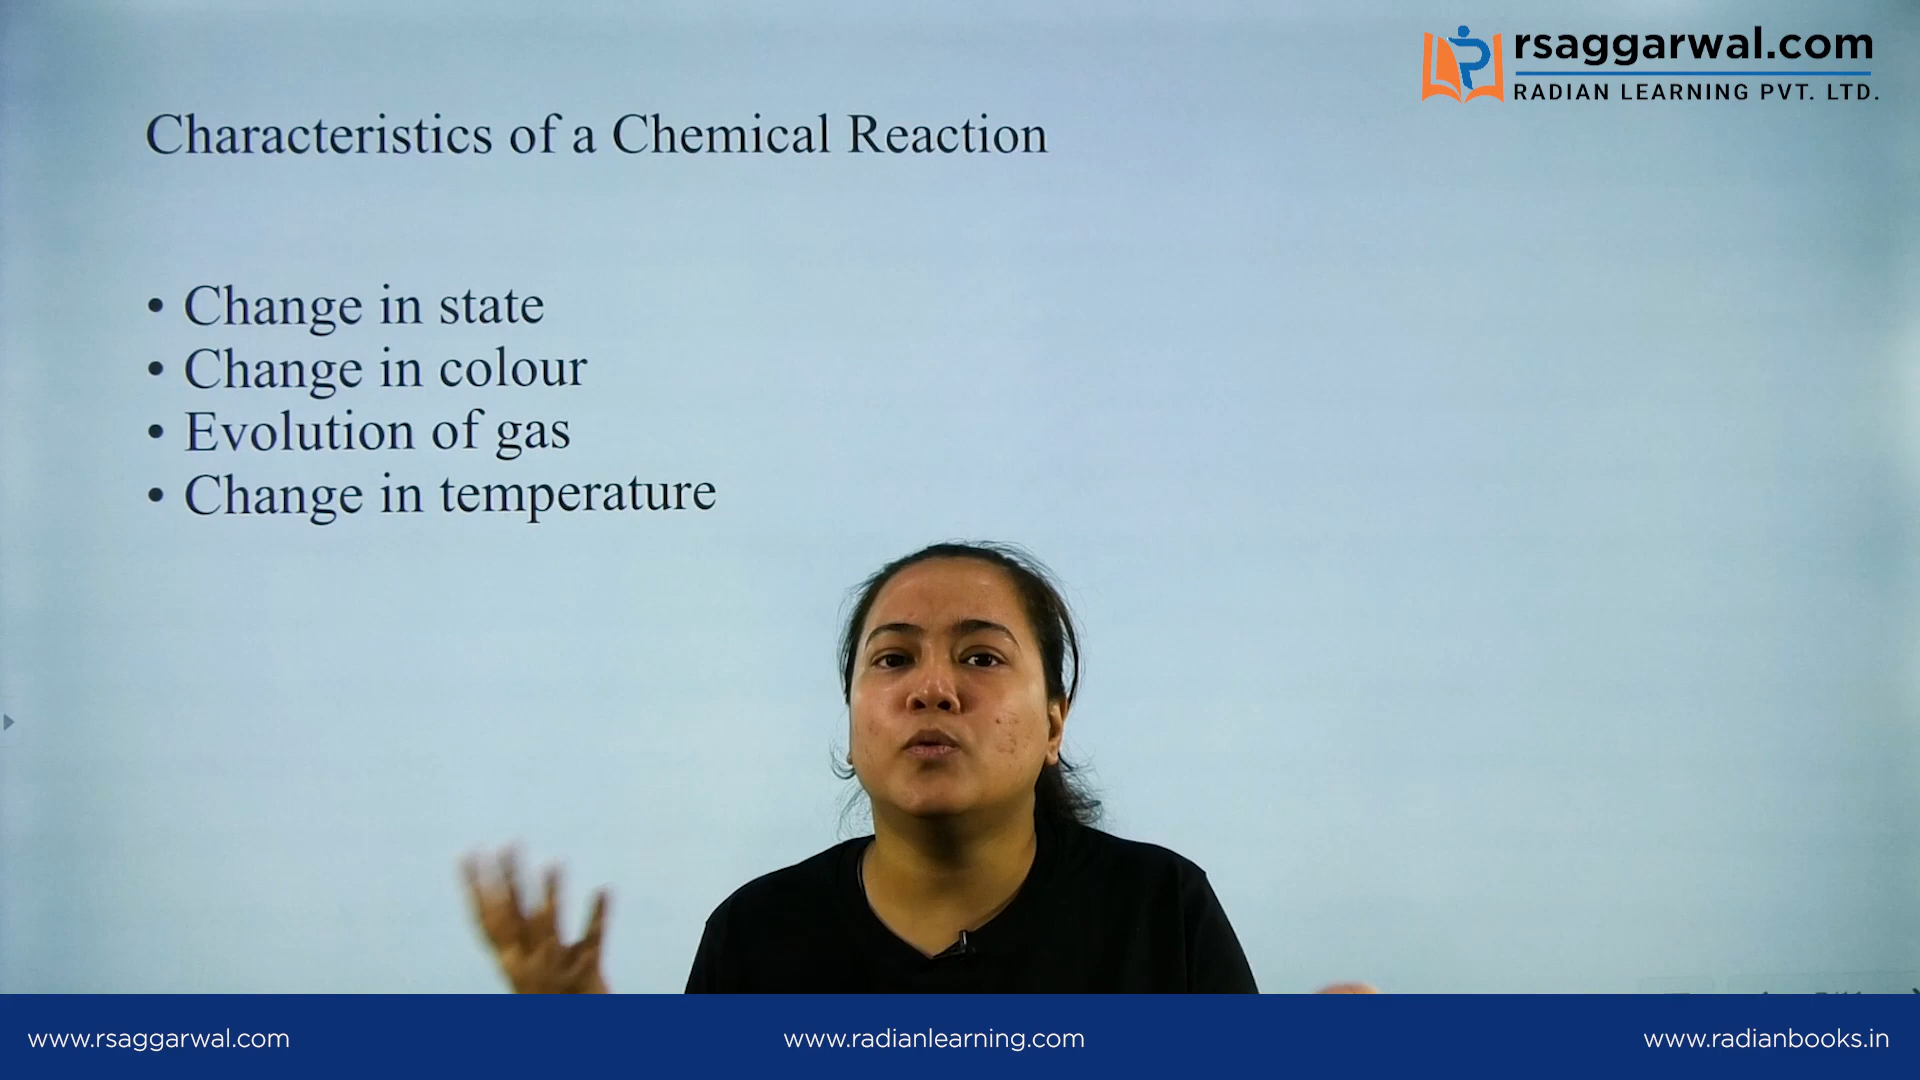 rsaggarwal.com
RADIAN LEARNING PVT. LTD.
Characteristics of a Chemical Reaction
• Change in state
• Change in colour
• Evolution of gas
• Change in temperature
www.rsaggarwal.com
www.radianlearning.com
www.radianbooks.in